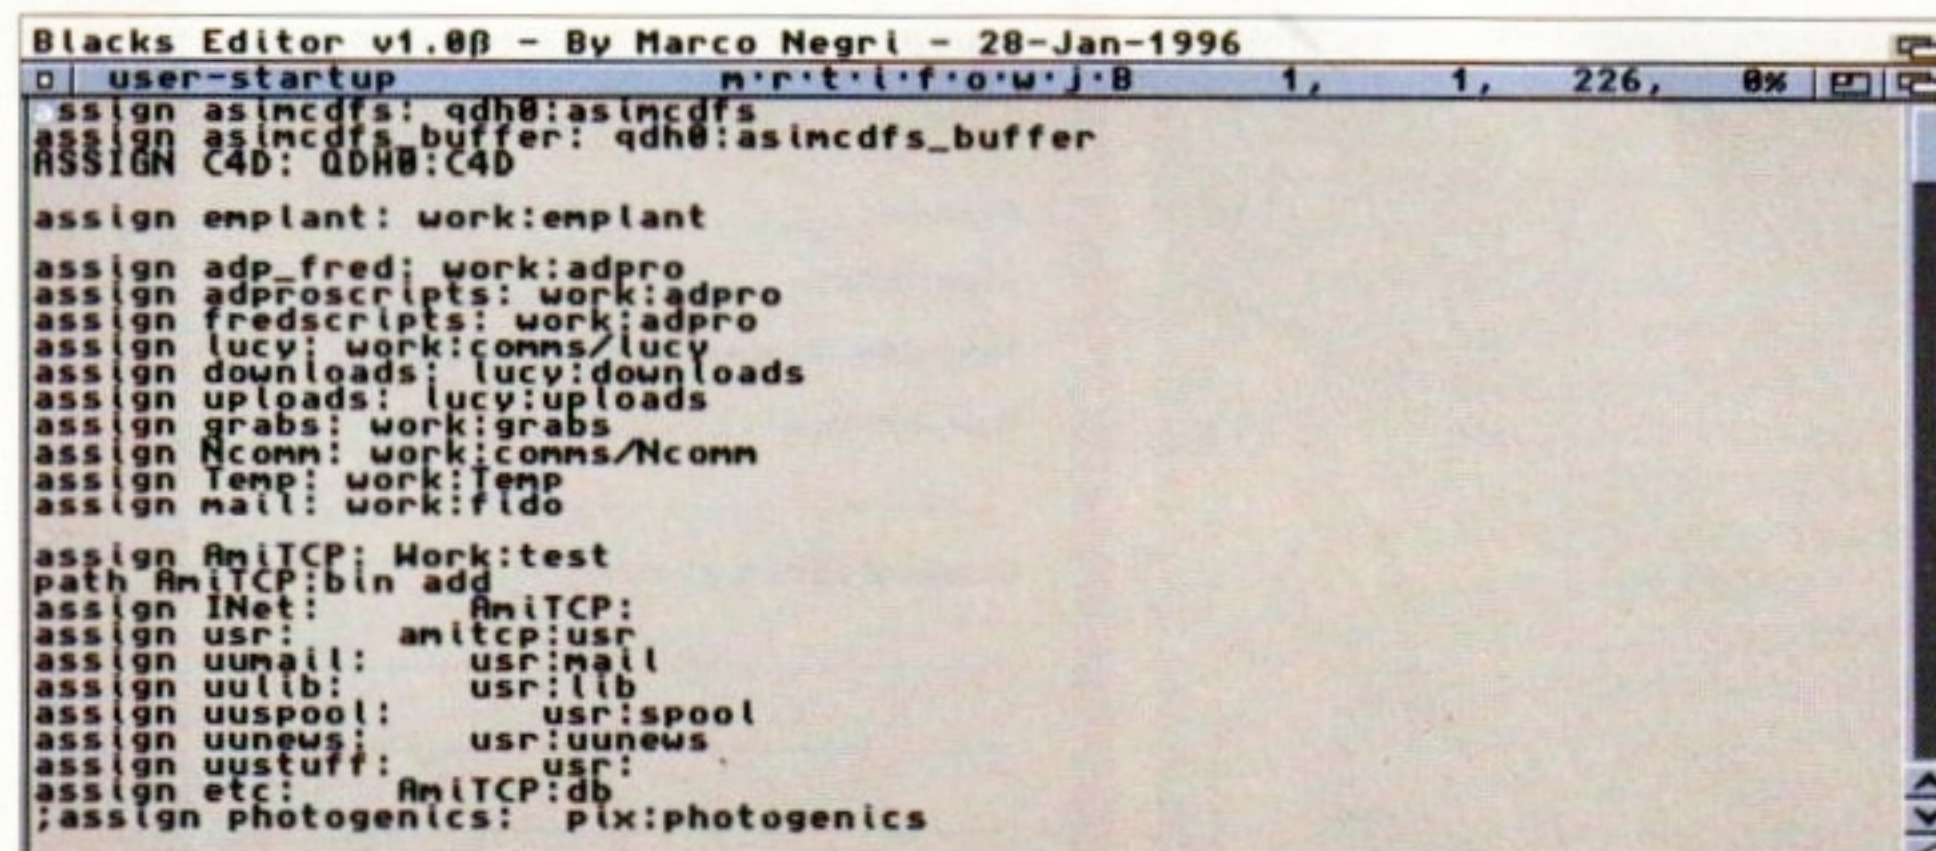 Blacks Editor v1.0β - By Marco Negri - 28-Jan-1996
user-startup m·r·t·i·f·o·w·j·B 1, 1, 226, 0%
assign asimcdfs: qdh0:asimcdfs
assign asimcdfs_buffer: qdh0:asimcdfs_buffer
ASSIGN C4D: QDH0:C4D
assign emplant: work:emplant
assign adp_fred: work:adpro
assign adproscripts: work:adpro
assign fredscripts: work:adpro
assign lucy: work:comms/lucy
assign downloads: lucy:downloads
assign uploads: lucy:uploads
assign grabs: work:grabs
assign Ncomm: work:comms/Ncomm
assign Temp: work:Temp
assign mail: work:fido
assign AmiTCP: Work:test
path AmiTCP:bin add
assign INet: AmiTCP:
assign usr: amitcp:usr
assign uumail: usr:mail
assign uulib: usr:lib
assign uuspool: usr:spool
assign uunews: usr:uunews
assign uustuff: usr:
assign etc: AmiTCP:db
;assign photogenics: pix:photogenics